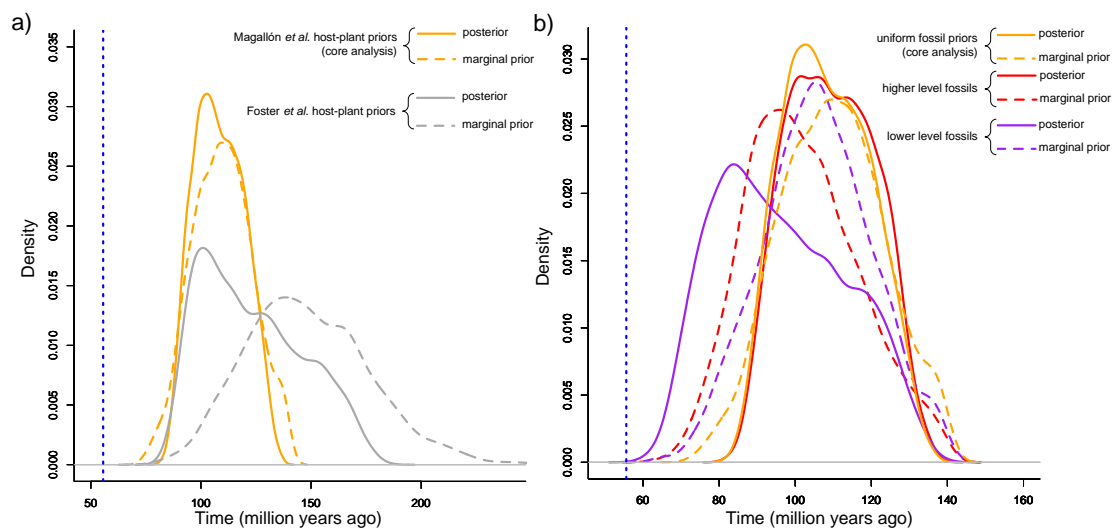 a)
Magallón et al. host-plant priors
(core analysis)
posterior
marginal prior
Foster et al. host-plant priors
posterior
marginal prior
Density
0.035
0.030
0.025
0.020
0.015
0.010
0.005
0.000
50
100
150
200
Time (million years ago)
b)
uniform fossil priors
(core analysis)
posterior
marginal prior
higher level fossils
posterior
marginal prior
lower level fossils
posterior
marginal prior
Density
0.030
0.025
0.020
0.015
0.010
0.005
0.000
60
80
100
120
140
160
Time (million years ago)